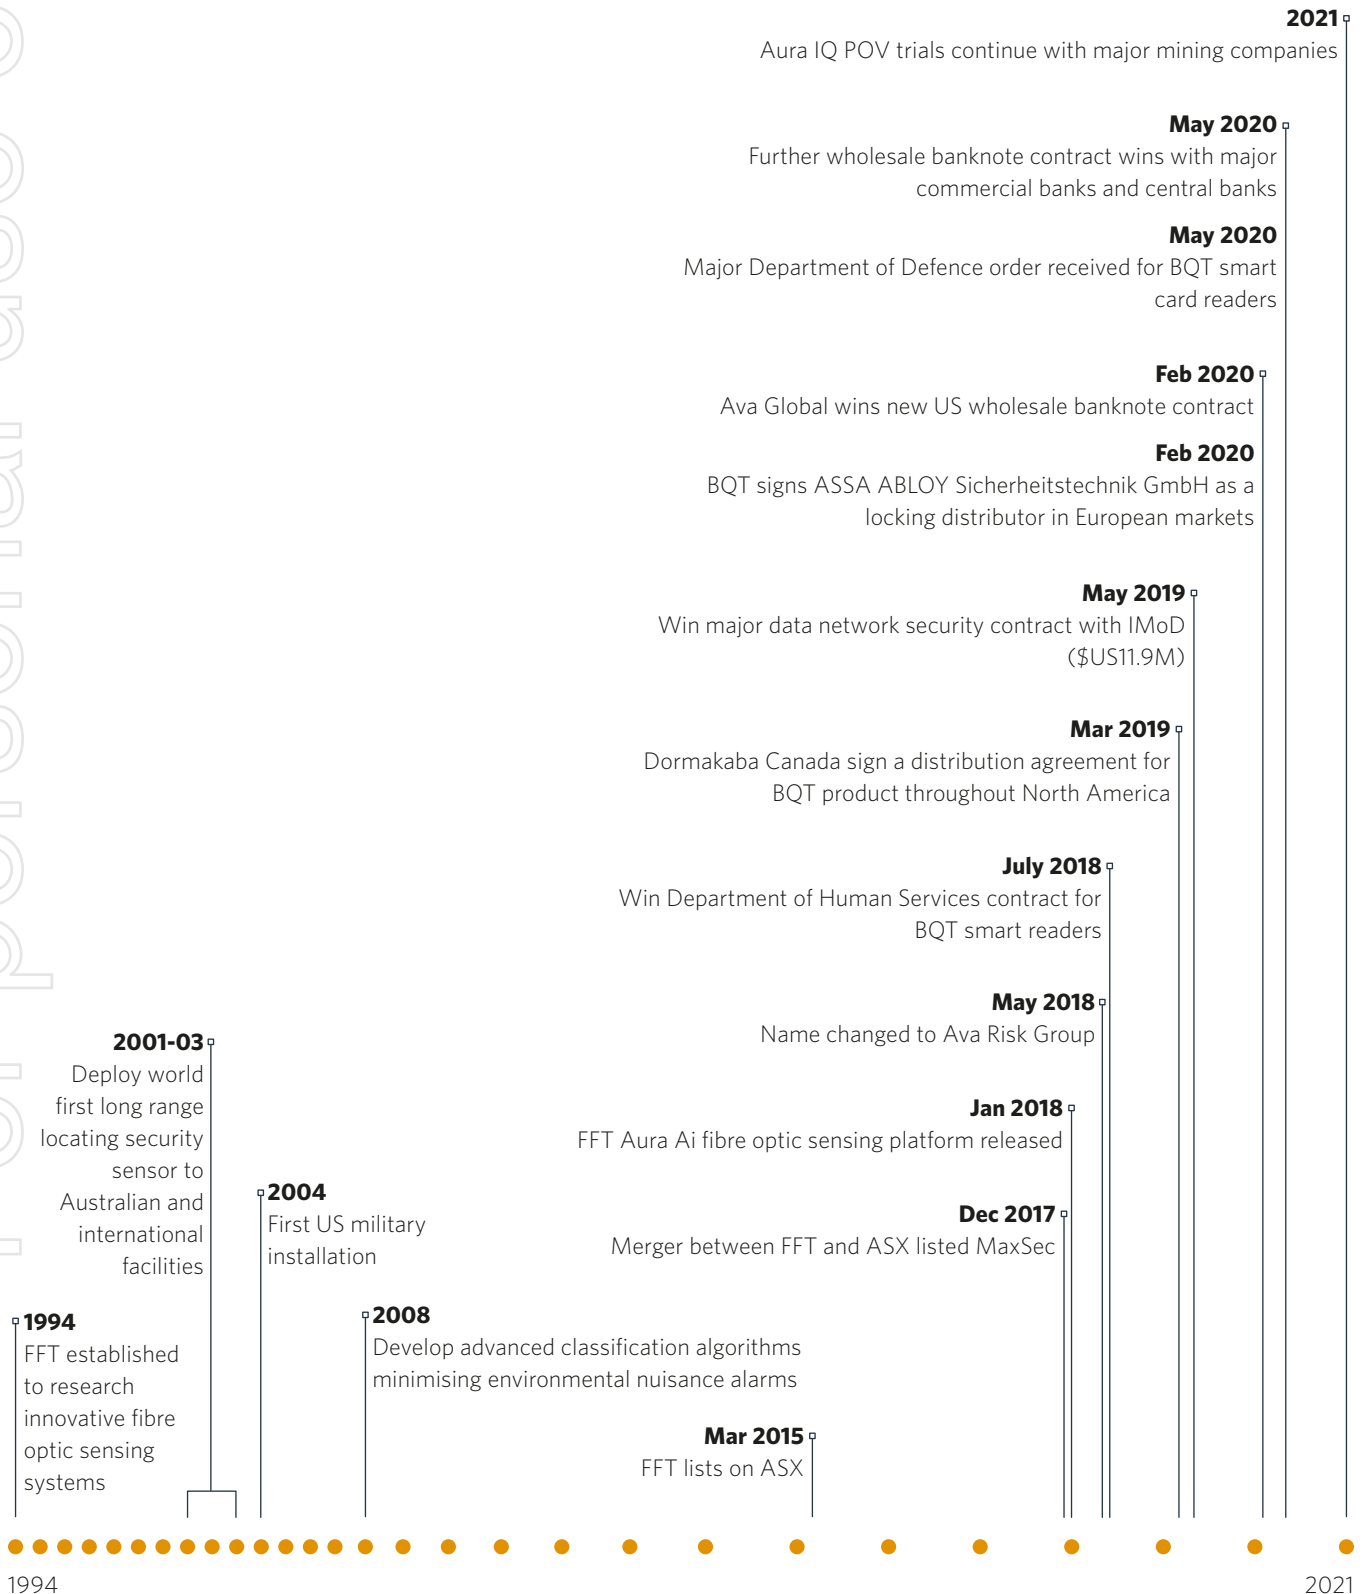 2021
Aura IQ POV trials continue with major mining companies
May 2020
Further wholesale banknote contract wins with major
commercial banks and central banks
May 2020
Major Department of Defence order received for BQT smart
card readers
Feb 2020
Ava Global wins new US wholesale banknote contract
Feb 2020
BQT signs ASSA ABLOY Sicherheitstechnik GmbH as a
locking distributor in European markets
May 2019
Win major data network security contract with IMoD
($US11.9M)
Mar 2019
Dormakaba Canada sign a distribution agreement for
BQT product throughout North America
July 2018
Win Department of Human Services contract for
BQT smart readers
May 2018
Name changed to Ava Risk Group
Jan 2018
FFT Aura Ai fibre optic sensing platform released
Dec 2017
Merger between FFT and ASX listed MaxSec
2001-03
Deploy world
first long range
locating security
sensor to
Australian and
international
facilities
2004
First US military
installation
1994
FFT established
to research
innovative fibre
optic sensing
systems
2008
Develop advanced classification algorithms
minimising environmental nuisance alarms
Mar 2015
FFT lists on ASX
1994
2021